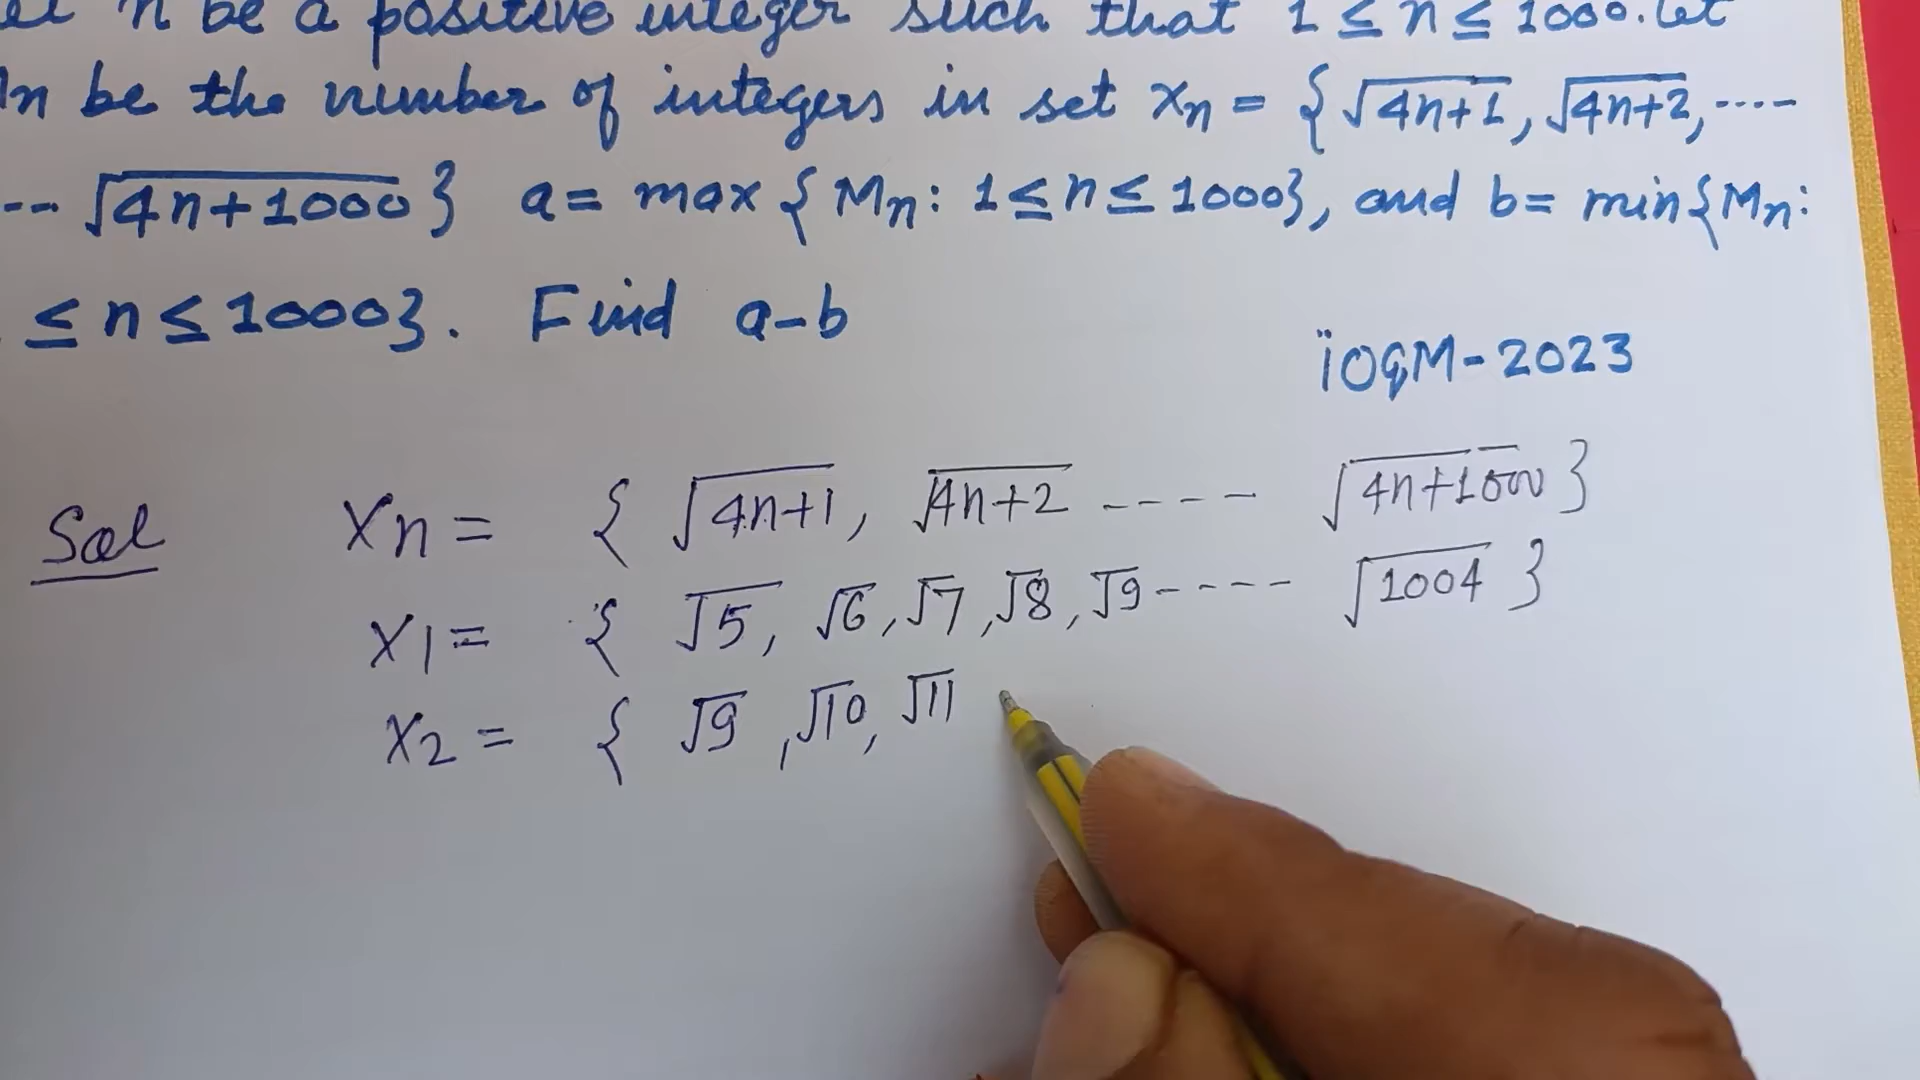 n be a positive integer such that 1 ≤ n ≤ 1000. Let
n be the number of integers in set Xn = {√4n+1, √4n+2, ....
--- √4n+1000} a = max {Mn: 1≤n≤1000}, and b= min{Mn:
≤ n ≤ 1000}. Find a-b
IOQM-2023
Sol Xn = { √4n+1, √4n+2 ---- √4n+1000 }
X1 = { √5, √6, √7, √8, √9 ---- √1004 }
X2 = { √9, √10, √11